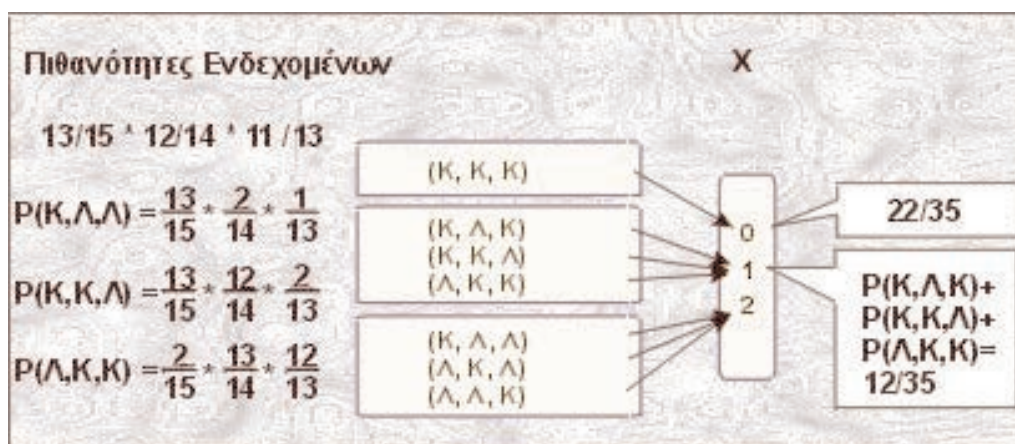 Πιθανότητες Ενδεχομένων
X
13/15 * 12/14 * 11 /13
P(Κ,Λ,Λ) = 13/15 * 2/14 * 1/13
P(Κ,Κ,Λ) = 13/15 * 12/14 * 2/13
P(Λ,Κ,Κ) = 2/15 * 13/14 * 12/13
(Κ, Κ, Κ)
(Κ, Λ, Κ)
(Κ, Κ, Λ)
(Λ, Κ, Κ)
(Κ, Λ, Λ)
(Λ, Κ, Λ)
(Λ, Λ, Κ)
0
1
2
22/35
P(Κ,Λ,Κ)+
P(Κ,Κ,Λ)+
P(Λ,Κ,Κ)=
12/35